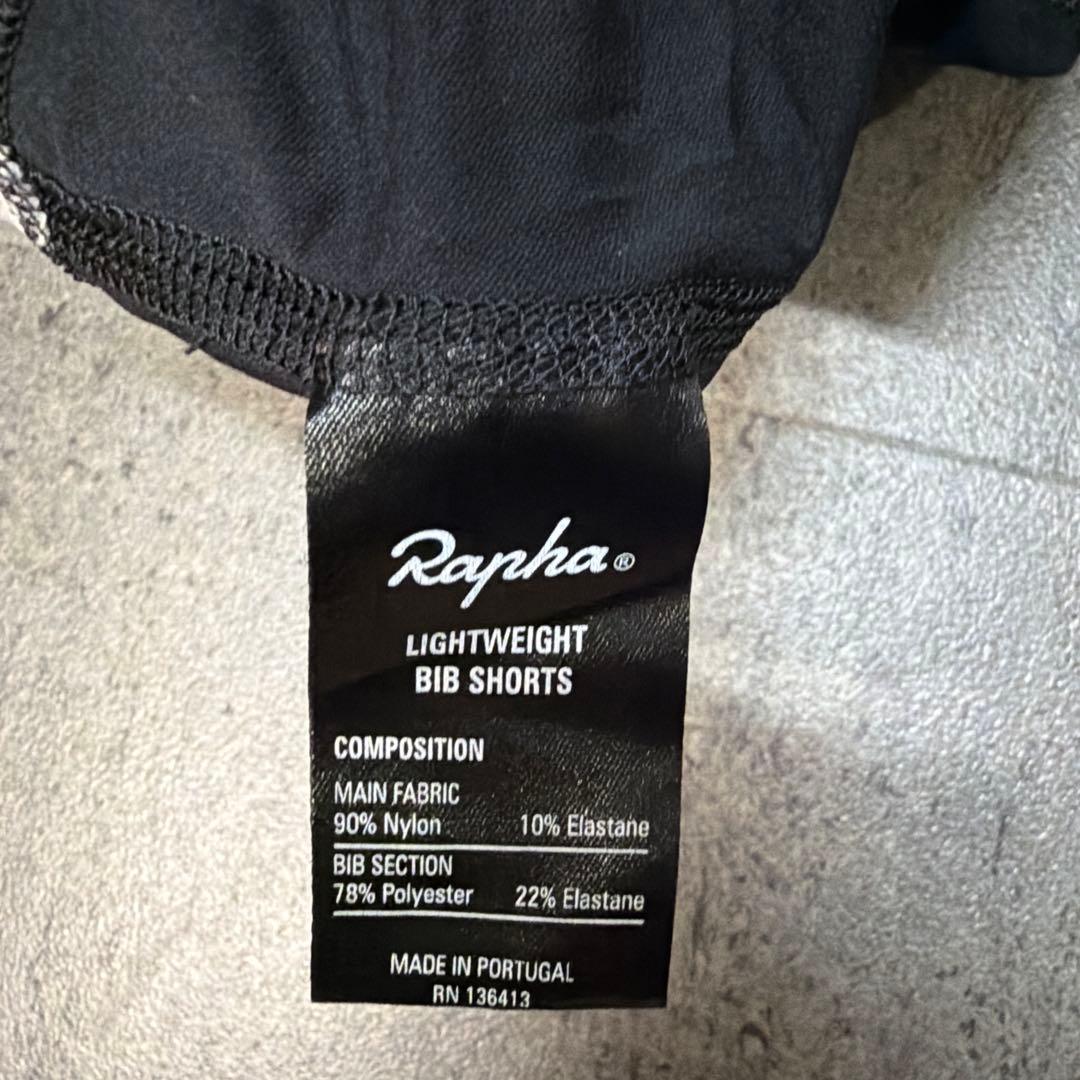 Rapha®
LIGHTWEIGHT
BIB SHORTS
COMPOSITION
MAIN FABRIC
90% Nylon 10% Elastane
BIB SECTION
78% Polyester 22% Elastane
MADE IN PORTUGAL
RN 136413